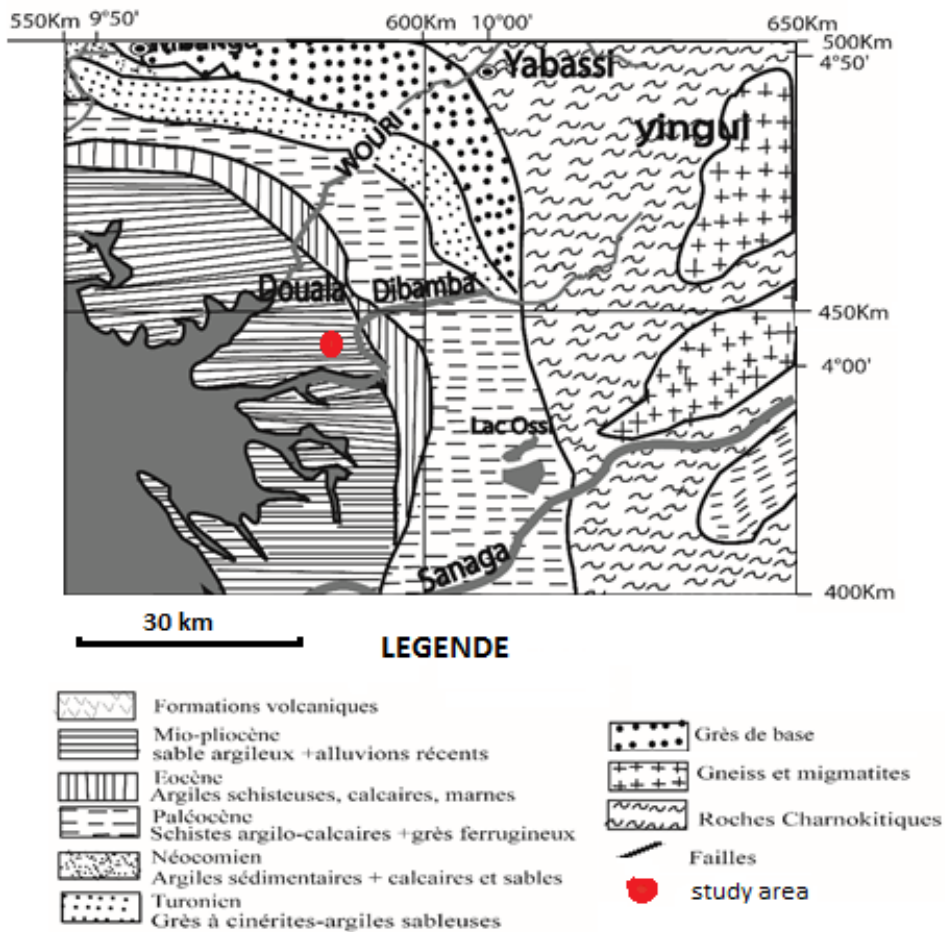 550Km 9°50' 600Km 10°00' 650Km
500Km
4°50'
Yabassi
yingui
WOURI
Douala Dibamba
450Km
4°00'
Lac Ossi
Sanaga
400Km
30 km
LEGENDE
Formations volcaniques
Mio-pliocène
sable argileux +alluvions récents
Eocène
Argiles schisteuses, calcaires, marnes
Paléocène
Schistes argilo-calcaires +grès ferrugineux
Néocomien
Argiles sédimentaires + calcaires et sables
Turonien
Grès à cinérites-argiles sableuses
Grès de base
Gneiss et migmatites
Roches Charnokitiques
Failles
study area